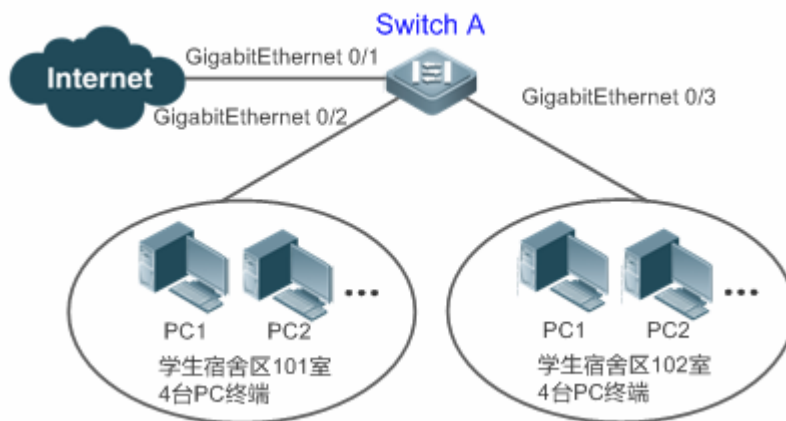 Switch A
GigabitEthernet 0/1
Internet
GigabitEthernet 0/2
GigabitEthernet 0/3
PC1
PC2
...
学生宿舍区101室
4台PC终端
PC1
PC2
...
学生宿舍区102室
4台PC终端